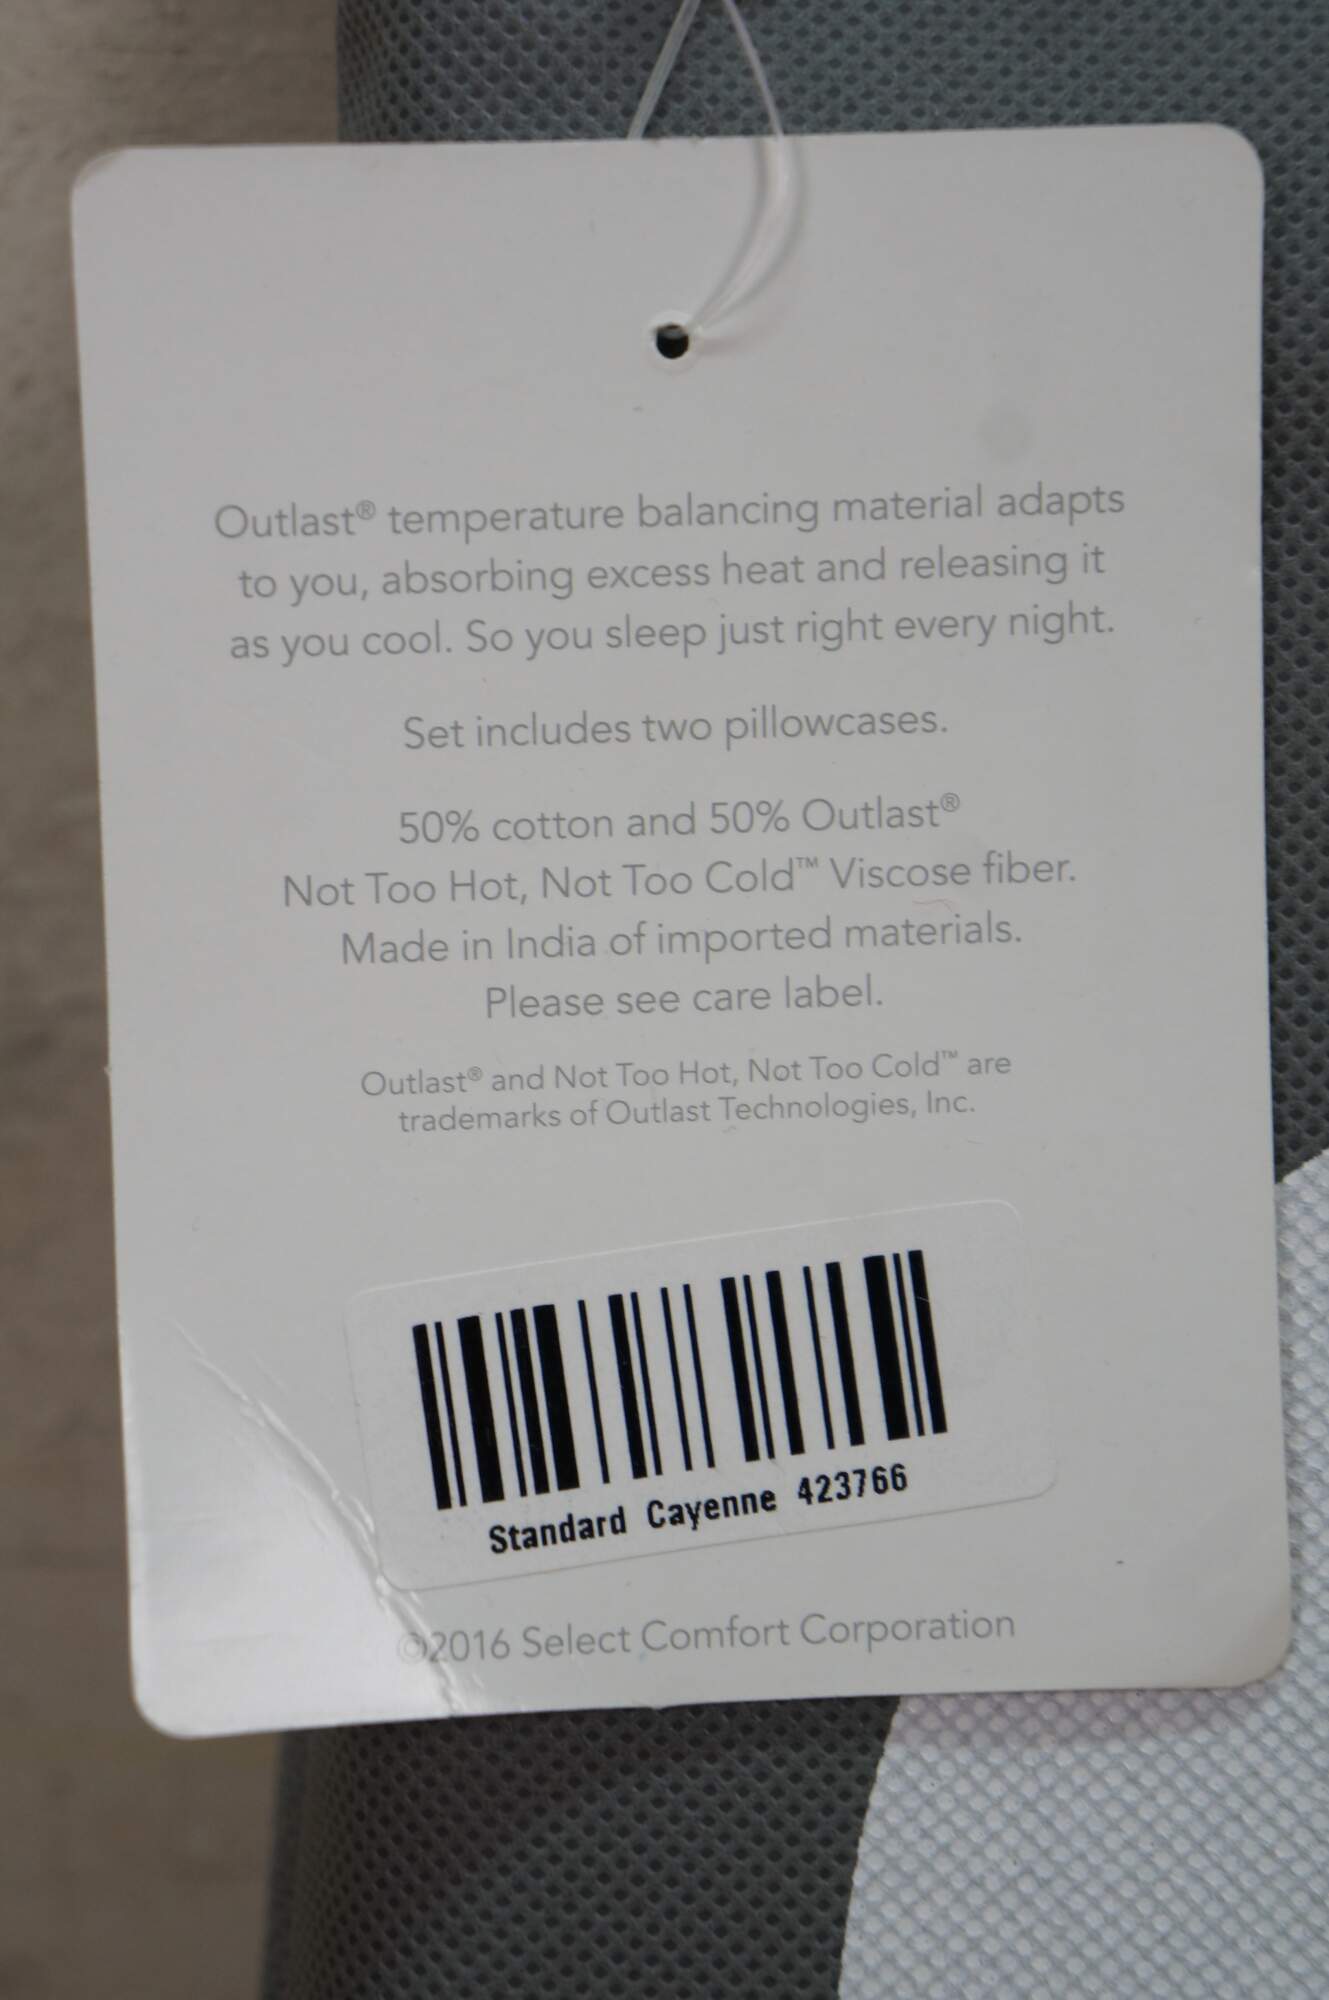 Outlast® temperature balancing material adapts
to you, absorbing excess heat and releasing it
as you cool. So you sleep just right every night.
Set includes two pillowcases.
50% cotton and 50% Outlast®
Not Too Hot, Not Too Cold™ Viscose fiber.
Made in India of imported materials.
Please see care label.
Outlast® and Not Too Hot, Not Too Cold™ are
trademarks of Outlast Technologies, Inc.
Standard Cayenne 423766
©2016 Select Comfort Corporation